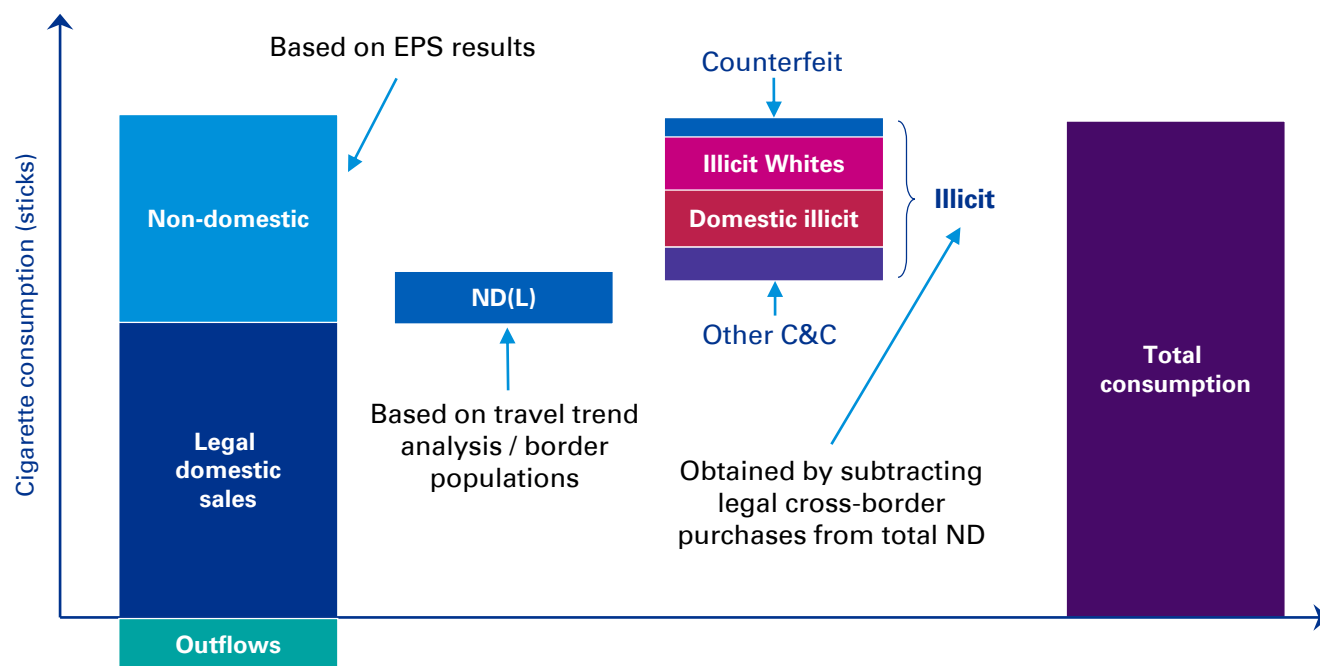 Cigarette consumption (sticks)
Based on EPS results
Non-domestic
Legal
domestic
sales
Outflows
ND(L)
Based on travel trend
analysis / border
populations
Counterfeit
Illicit Whites
Domestic illicit
Other C&C
Illicit
Obtained by subtracting
legal cross-border
purchases from total ND
Total
consumption